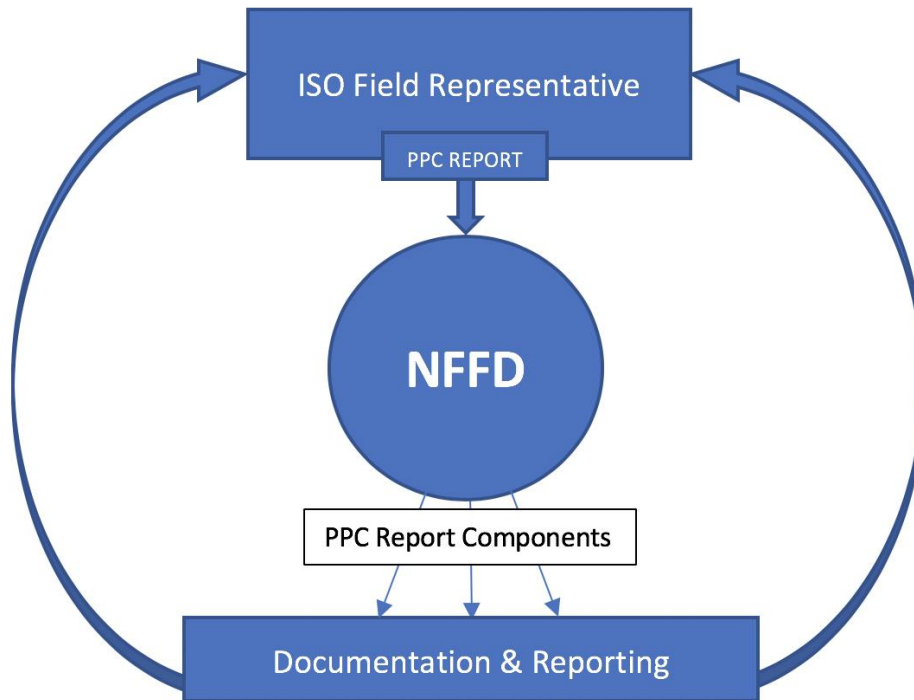 ISO Field Representative
PPC REPORT
NFFD
PPC Report Components
Documentation & Reporting